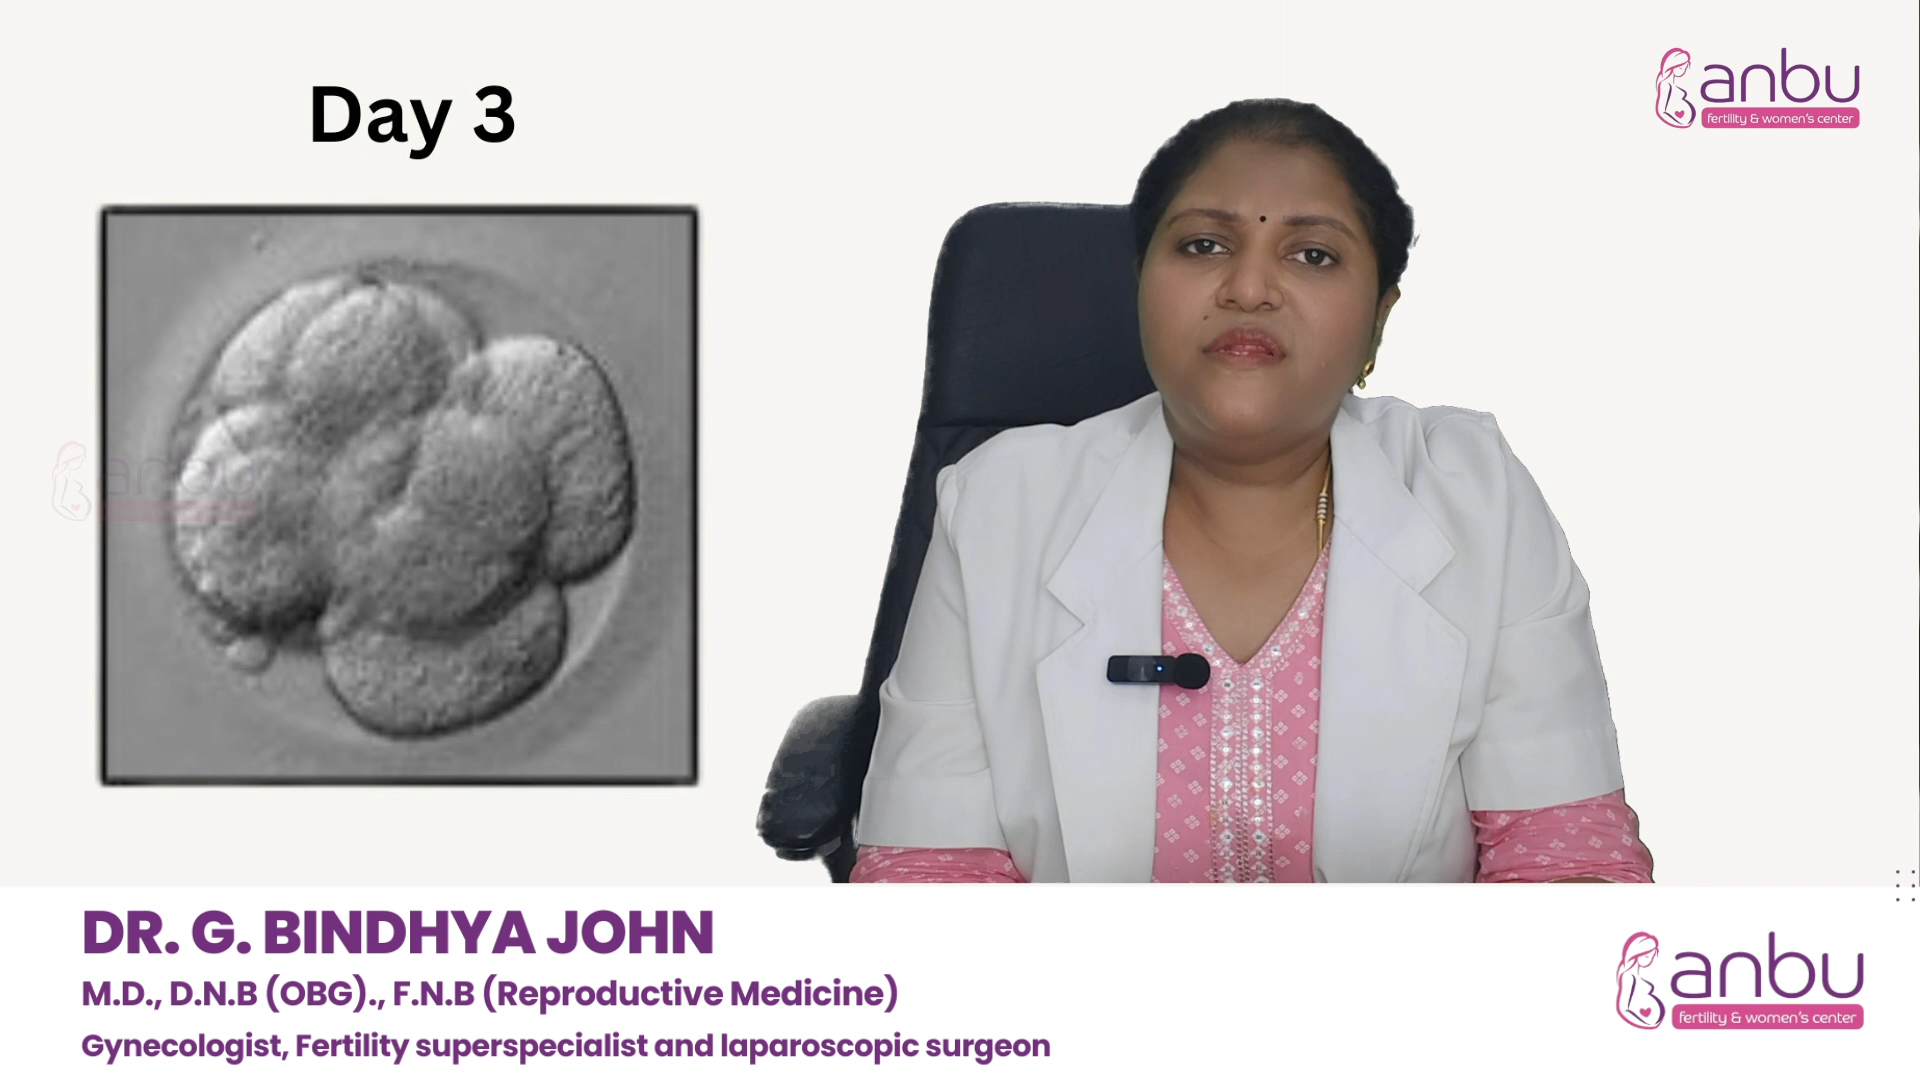 Day 3
anbu
fertility & women's center
anbu
DR. G. BINDHYA JOHN
M.D., D.N.B (OBG)., F.N.B (Reproductive Medicine)
Gynecologist, Fertility superspecialist and laparoscopic surgeon
anbu
fertility & women's center